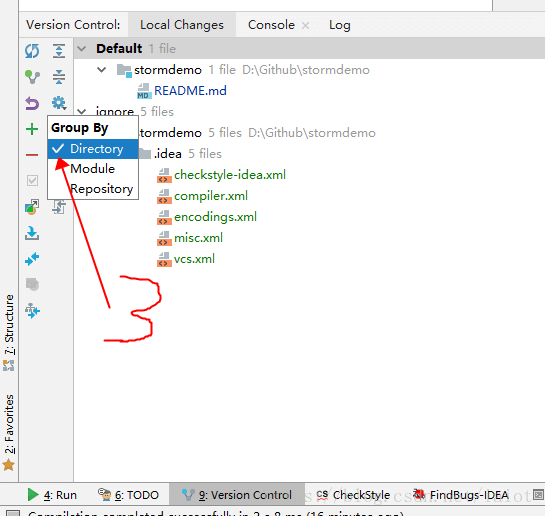 Version Control: Local Changes Console × Log
Default 1 file
stormdemo 1 file D:\Github\stormdemo
README.md
ignore 5 files
Group By
stormdemo 5 files D:\Github\stormdemo
Directory
.idea 5 files
Module
checkstyle-idea.xml
Repository
compiler.xml
encodings.xml
misc.xml
vcs.xml
3
7: Structure
2: Favorites
4: Run 6: TODO 9: Version Control CS CheckStyle FindBugs-IDEA
Compilation completed successfully in 2 s 8 ms (16 minutes ago)